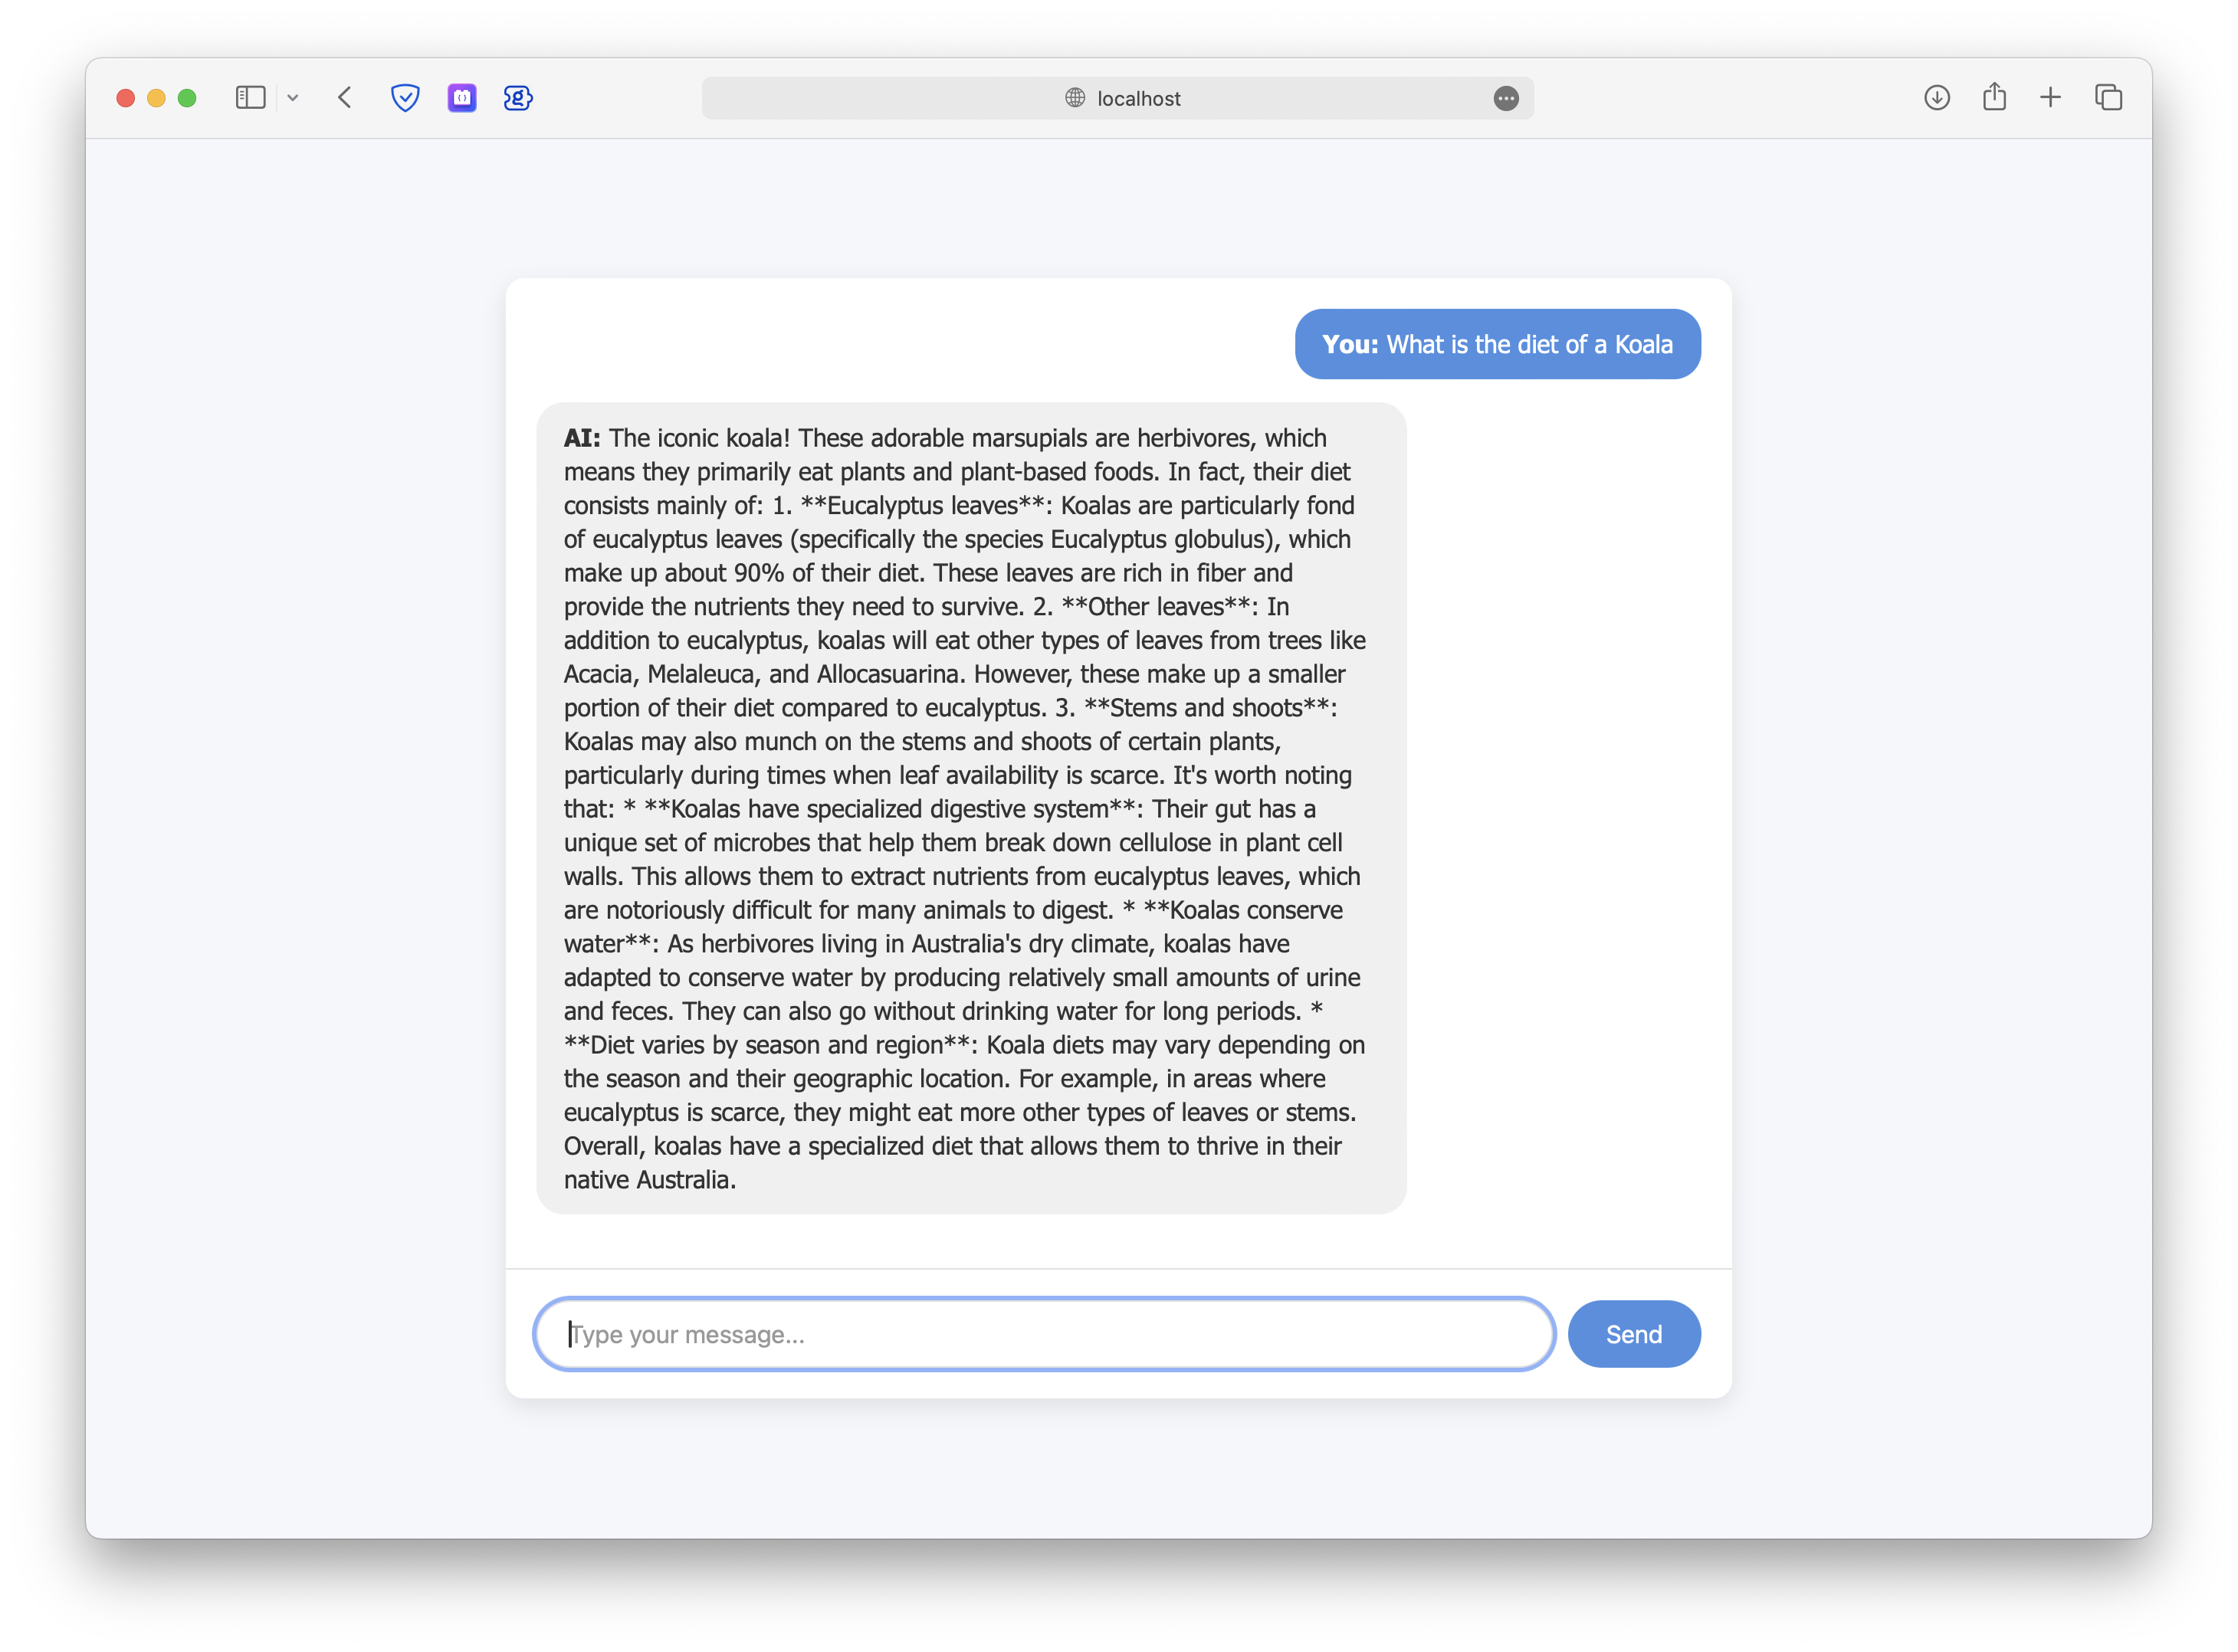 localhost
You: What is the diet of a Koala
AI: The iconic koala! These adorable marsupials are herbivores, which
means they primarily eat plants and plant-based foods. In fact, their diet
consists mainly of: 1. **Eucalyptus leaves**: Koalas are particularly fond
of eucalyptus leaves (specifically the species Eucalyptus globulus), which
make up about 90% of their diet. These leaves are rich in fiber and
provide the nutrients they need to survive. 2. **Other leaves**: In
addition to eucalyptus, koalas will eat other types of leaves from trees like
Acacia, Melaleuca, and Allocasuarina. However, these make up a smaller
portion of their diet compared to eucalyptus. 3. **Stems and shoots**:
Koalas may also munch on the stems and shoots of certain plants,
particularly during times when leaf availability is scarce. It's worth noting
that: * **Koalas have specialized digestive system**: Their gut has a
unique set of microbes that help them break down cellulose in plant cell
walls. This allows them to extract nutrients from eucalyptus leaves, which
are notoriously difficult for many animals to digest. * **Koalas conserve
water**: As herbivores living in Australia's dry climate, koalas have
adapted to conserve water by producing relatively small amounts of urine
and feces. They can also go without drinking water for long periods. *
**Diet varies by season and region**: Koala diets may vary depending on
the season and their geographic location. For example, in areas where
eucalyptus is scarce, they might eat more other types of leaves or stems.
Overall, koalas have a specialized diet that allows them to thrive in their
native Australia.
Type your message...
Send